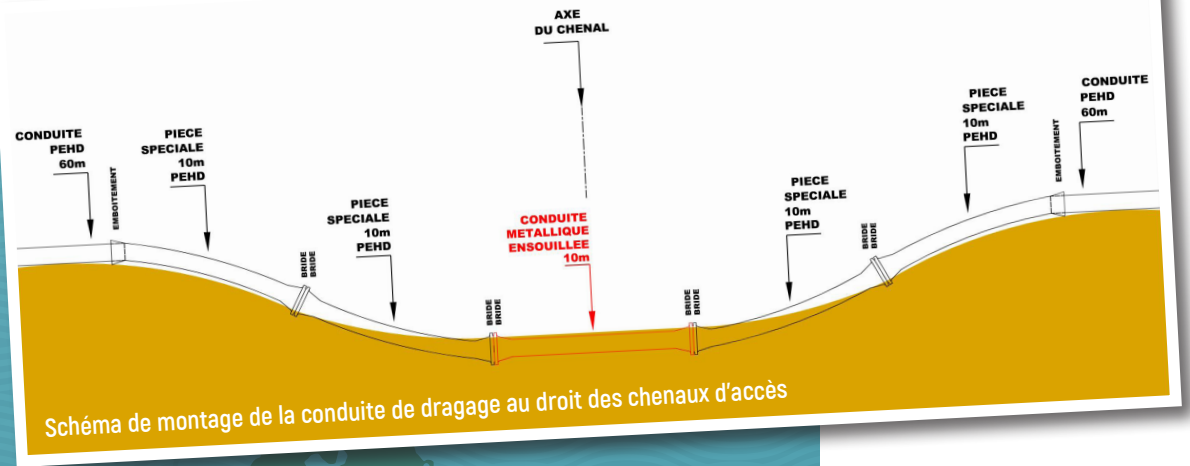 AXE
DU CHENAL
CONDUITE
PEHD
60m
EMBOITEMENT
PIECE
SPECIALE
10m
PEHD
BRIDE
BRIDE
PIECE
SPECIALE
10m
PEHD
BRIDE
BRIDE
CONDUITE
METALLIQUE
ENSOUILLEE
10m
BRIDE
BRIDE
PIECE
SPECIALE
10m
PEHD
BRIDE
BRIDE
PIECE
SPECIALE
10m
PEHD
EMBOITEMENT
CONDUITE
PEHD
60m
Schéma de montage de la conduite de dragage au droit des chenaux d'accès